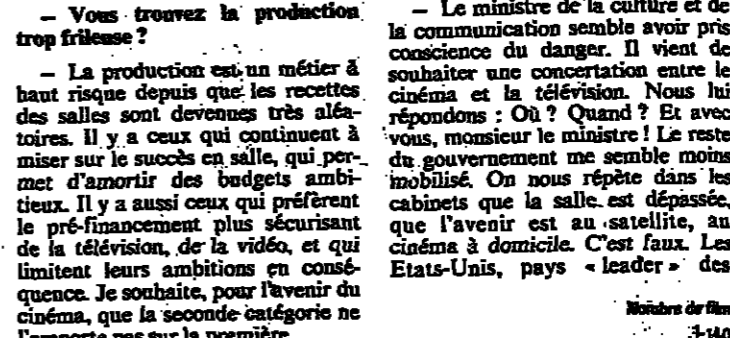 — Vous trouvez la production
trop frileuse ?
— La production est un métier à
haut risque depuis que les recettes
des salles sont devenues très aléa-
toires. Il y a ceux qui continuent à
miser sur le succès en salle, qui per-
met d'amortir des budgets ambi-
tieux. Il y a aussi ceux qui préfèrent
le pré-financement plus sécurisant
de la télévision, de la vidéo, et qui
limitent leurs ambitions en consé-
quence. Je souhaite, pour l'avenir du
cinéma, que la seconde catégorie ne
l'emporte pas sur la première.
— Le ministre de la culture et de
la communication semble avoir pris
conscience du danger. Il vient de
souhaiter une concertation entre le
cinéma et la télévision. Nous lui
répondons : Où ? Quand ? Et avec
vous, monsieur le ministre ! Le reste
du gouvernement me semble moins
mobilisé. On nous répète dans les
cabinets que la salle est dépassée,
que l'avenir est au satellite, au
cinéma à domicile. C'est faux. Les
Etats-Unis, pays « leader » des
Nombre de film